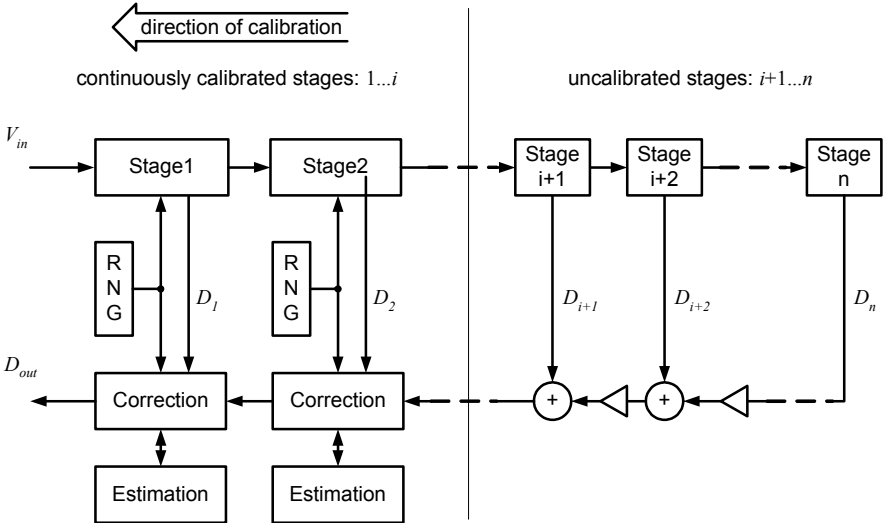 direction of calibration
continuously calibrated stages: 1...i
uncalibrated stages: i+1...n
V_in
Stage1
Stage2
Stage
i+1
Stage
i+2
Stage
n
R
N
G
R
N
G
D_1
D_2
D_i+1
D_i+2
D_n
D_out
Correction
Correction
+
+
Estimation
Estimation